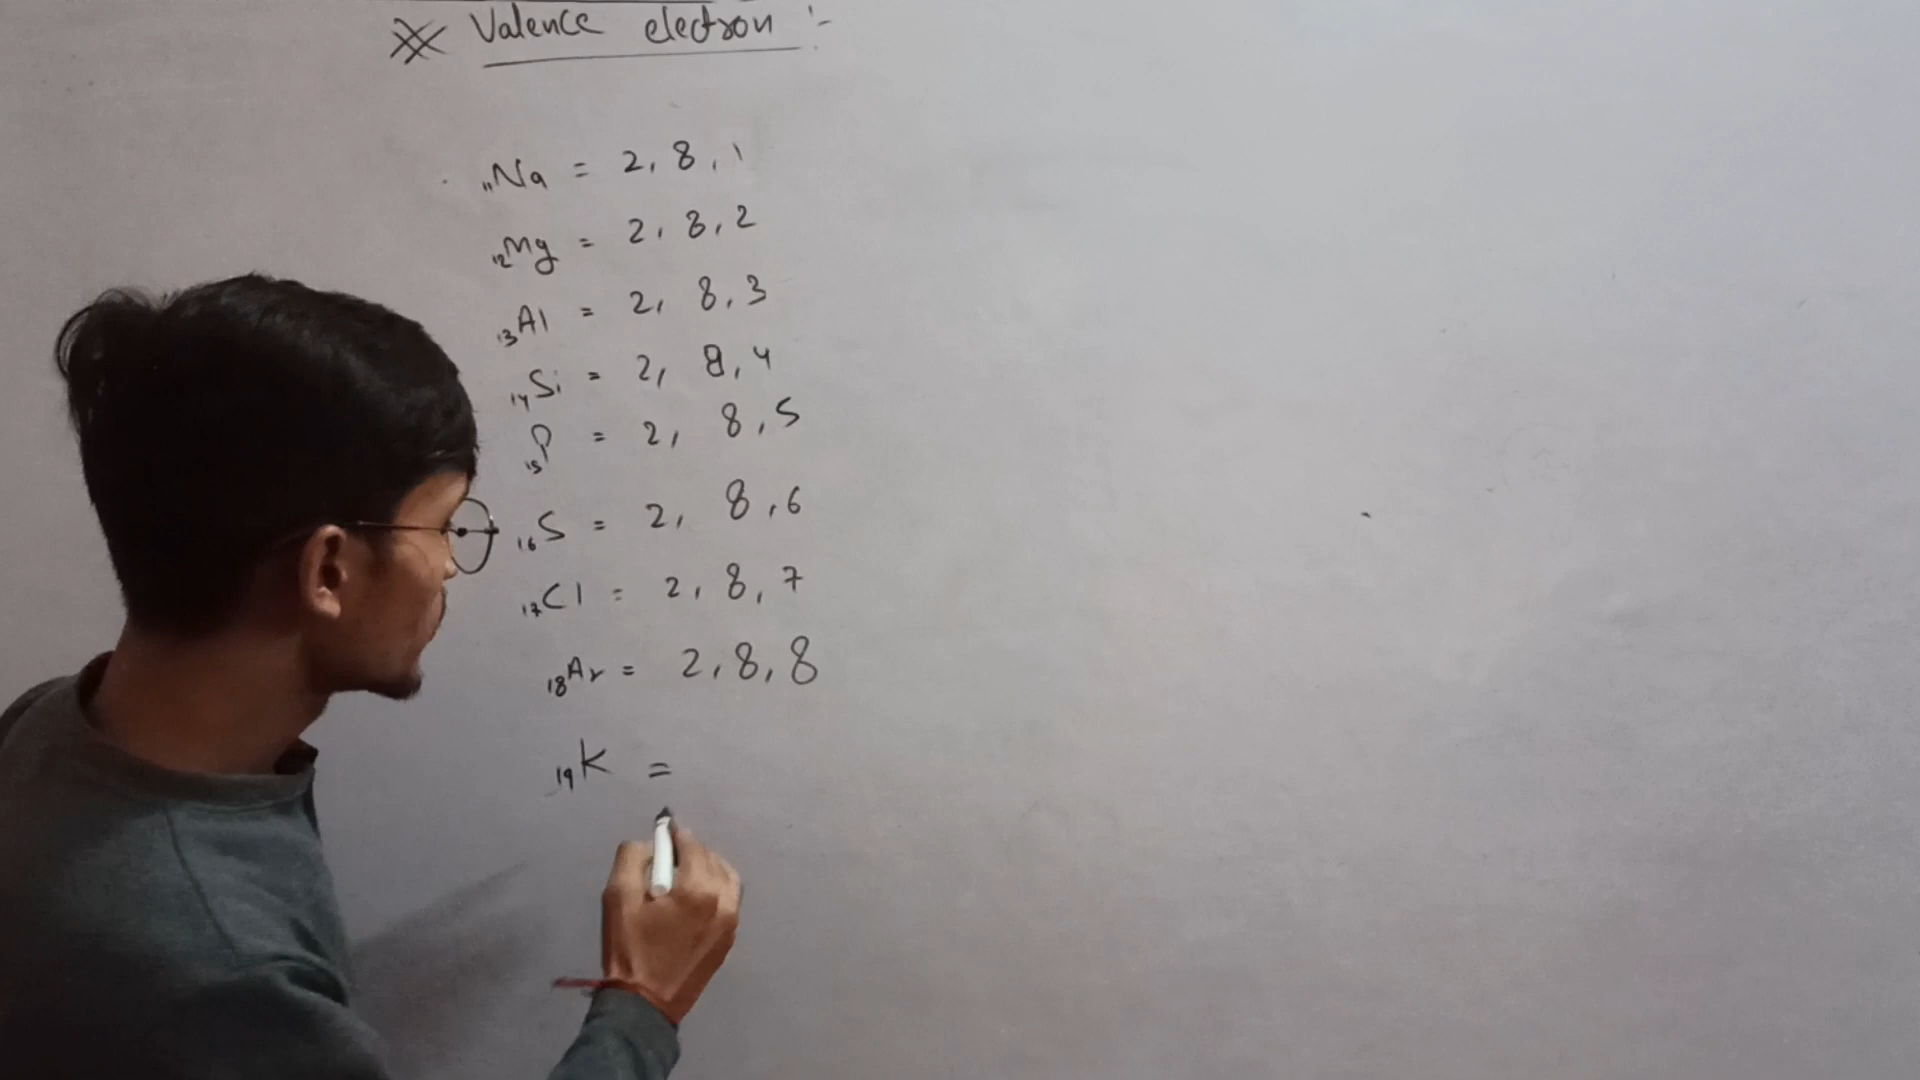 ※ Valence electron :-
₁₁Na = 2, 8, 1
₁₂Mg = 2, 8, 2
₁₃Al = 2, 8, 3
₁₄Si = 2, 8, 4
₁₅P = 2, 8, 5
₁₆S = 2, 8, 6
₁₇Cl = 2, 8, 7
₁₈Ar = 2, 8, 8
₁₉K =